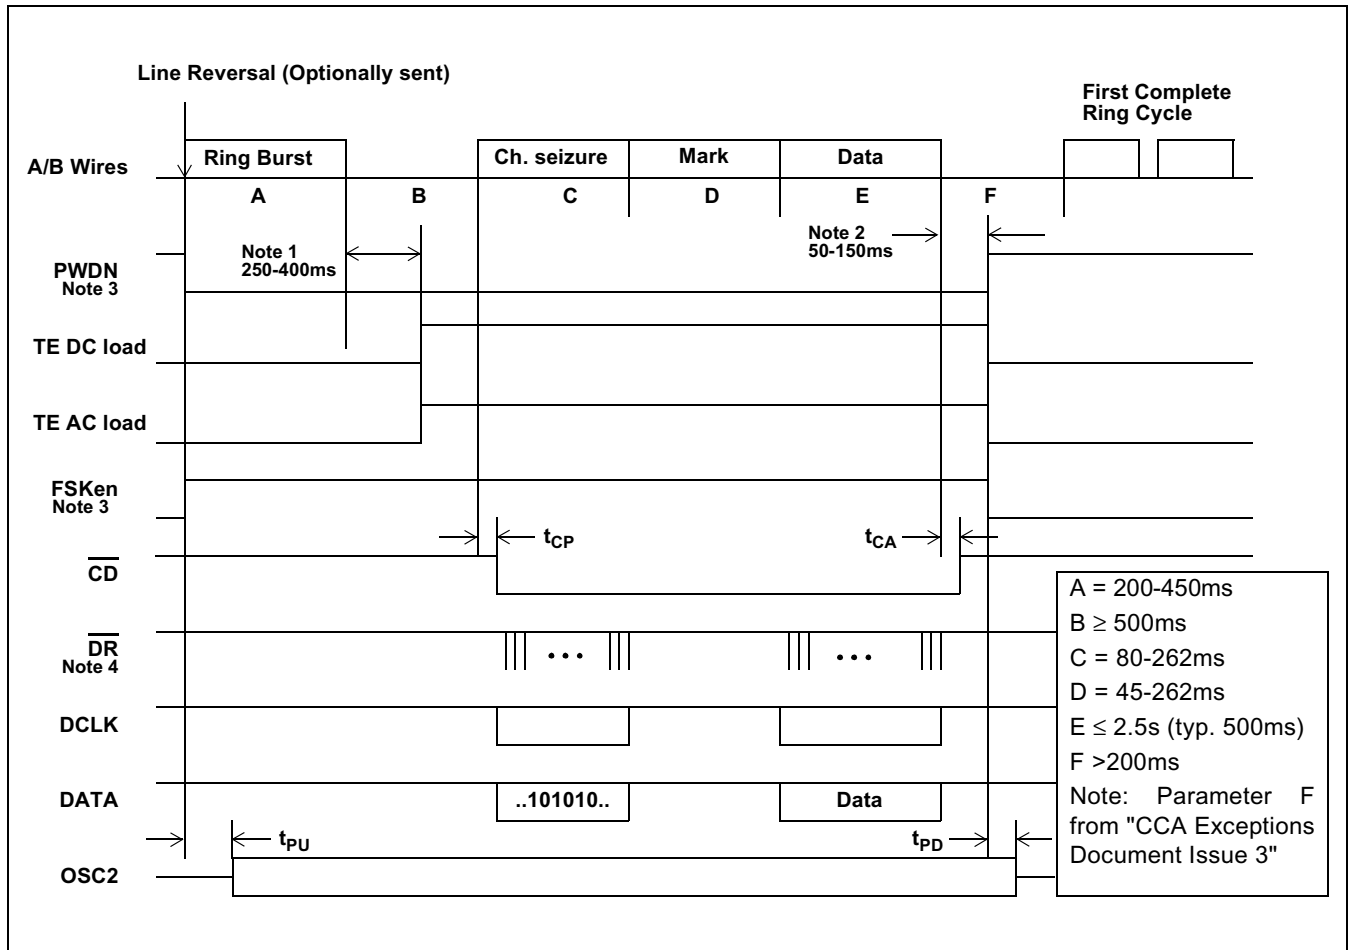 Line Reversal (Optionally sent)
First Complete
Ring Cycle
A/B Wires
Ring Burst
Ch. seizure
Mark
Data
A
B
C
D
E
F
Note 1
250-400ms
Note 2
50-150ms
PWDN
Note 3
TE DC load
TE AC load
FSKen
Note 3
tCP
tCA
CD
DR
Note 4
• • •
• • •
DCLK
DATA
..101010..
Data
tPU
tPD
OSC2
A = 200-450ms
B ≥ 500ms
C = 80-262ms
D = 45-262ms
E ≤ 2.5s (typ. 500ms)
F >200ms
Note: Parameter F
from "CCA Exceptions
Document Issue 3"